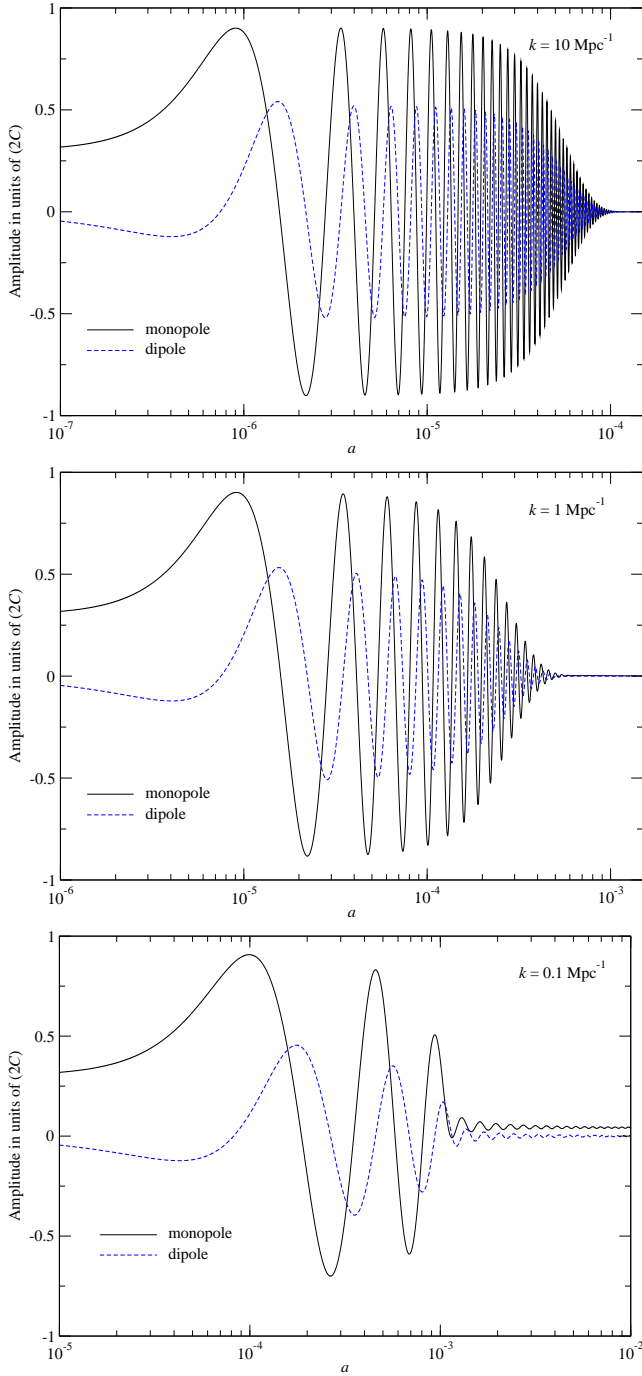 1
k = 10 Mpc⁻¹
0.5
0
-0.5
-1
Amplitude in units of (2C)
monopole
dipole
10⁻⁷
10⁻⁶
10⁻⁵
10⁻⁴
a
1
k = 1 Mpc⁻¹
0.5
0
-0.5
-1
Amplitude in units of (2C)
monopole
dipole
10⁻⁶
10⁻⁵
10⁻⁴
10⁻³
a
1
k = 0.1 Mpc⁻¹
0.5
0
-0.5
-1
Amplitude in units of (2C)
monopole
dipole
10⁻⁵
10⁻⁴
10⁻³
10⁻²
a